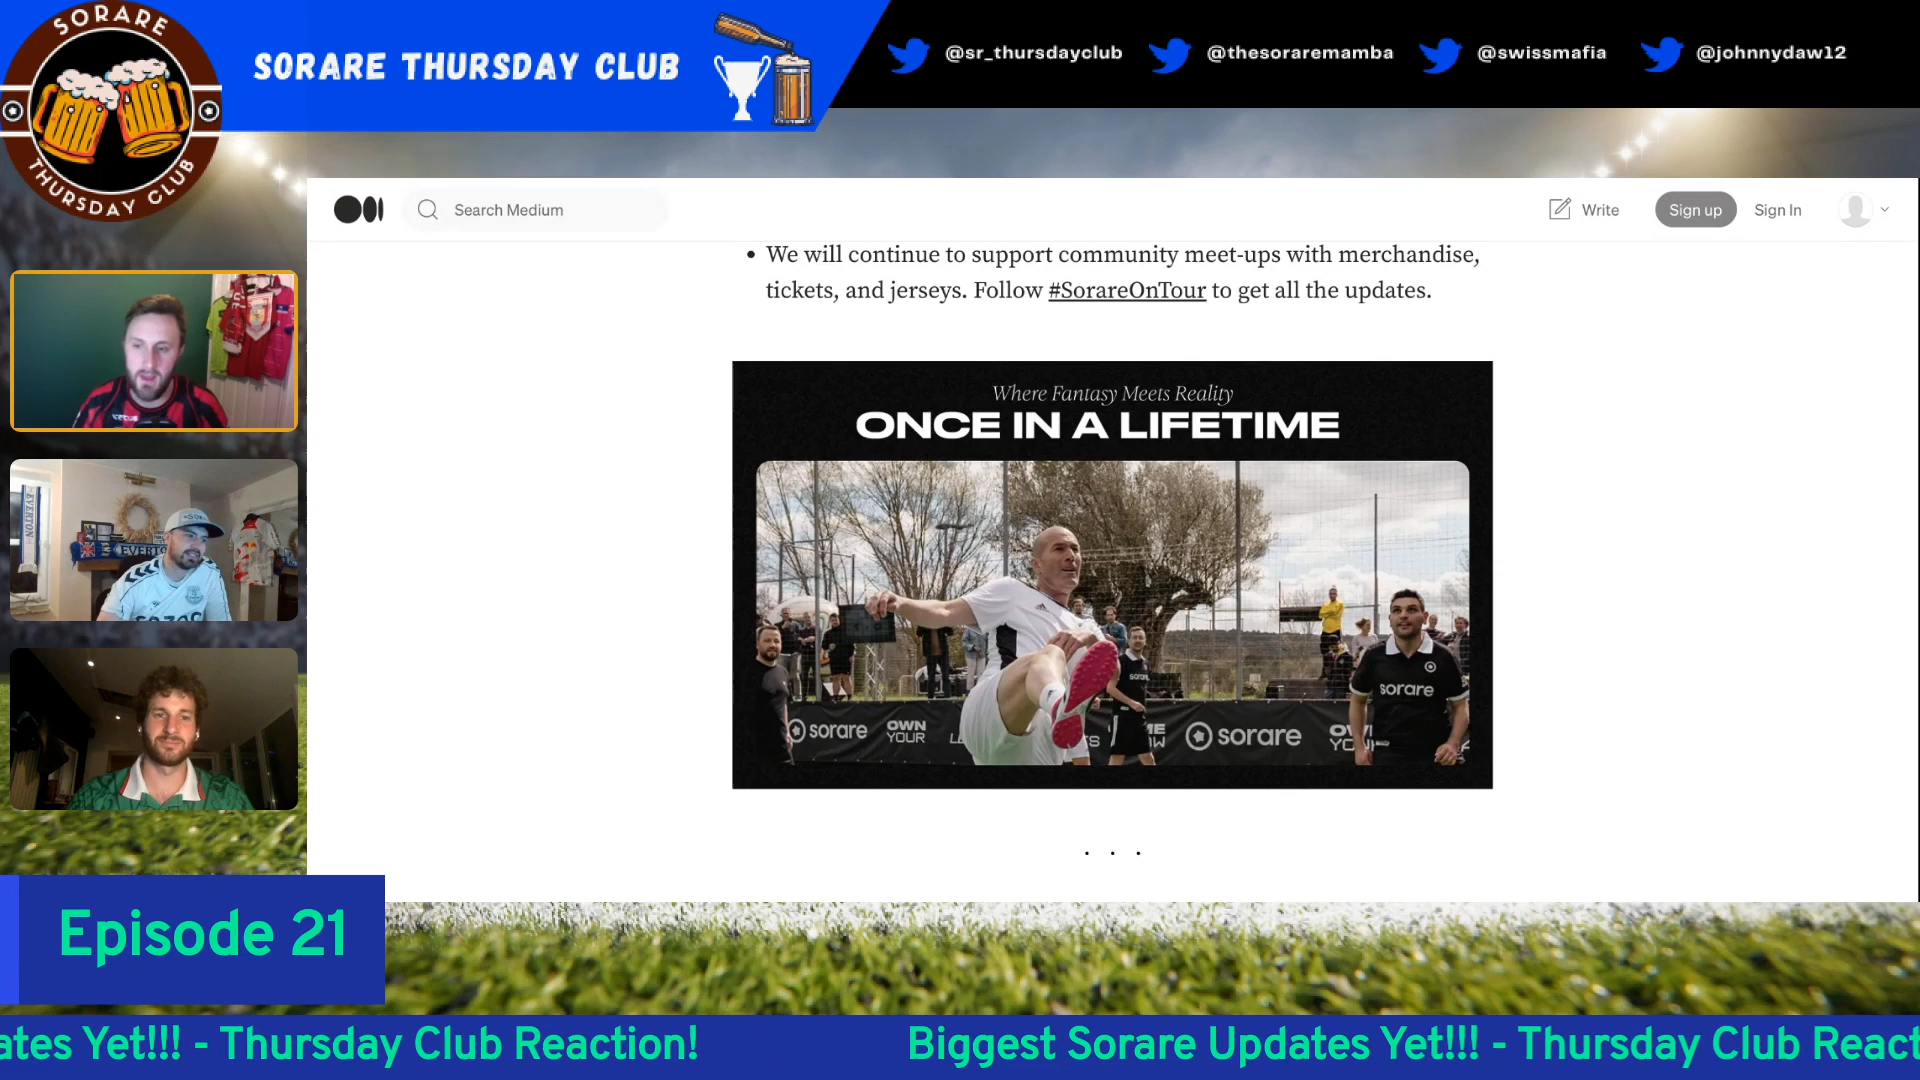 SORARE
THURSDAY CLUB
SORARE THURSDAY CLUB
@sr_thursdayclub
@thesoraremamba
@swissmafia
@johnnydaw12
Search Medium
Write
Sign up
Sign In
• We will continue to support community meet-ups with merchandise,
tickets, and jerseys. Follow #SorareOnTour to get all the updates.
Where Fantasy Meets Reality
ONCE IN A LIFETIME
sorare
sorare
sorare
OWN
YOUR
sorare
EVERTON
. . .
Episode 21
ates Yet!!! - Thursday Club Reaction!
Biggest Sorare Updates Yet!!! - Thursday Club React